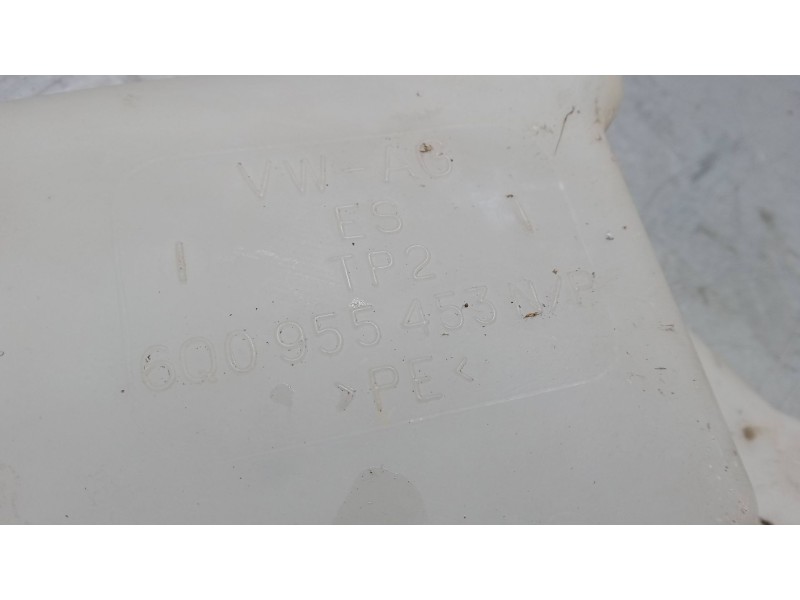 VW-AG
ES
TP2
6Q0 955 453
>PE<